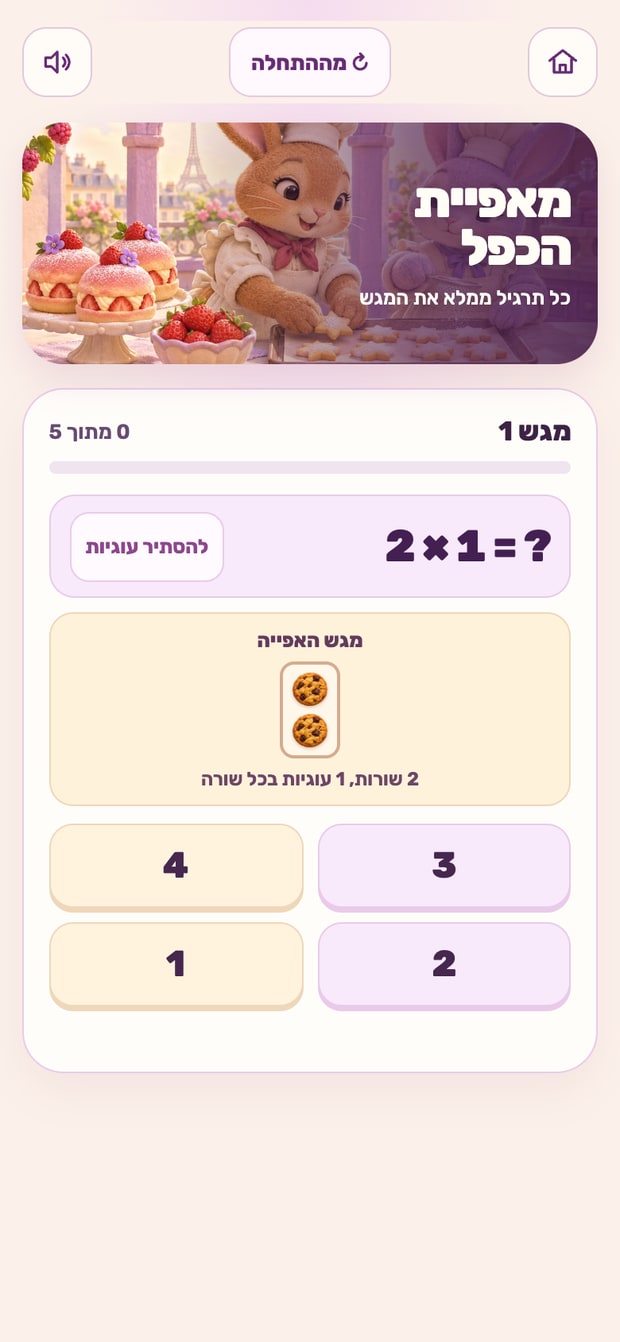 ↻ מההתחלה
מאפיית
הכפל
כל תרגיל ממלא את המגש
מגש 1
0 מתוך 5
2 × 1 = ?
להסתיר עוגיות
מגש האפייה
2 שורות, 1 עוגיות בכל שורה
3
4
2
1